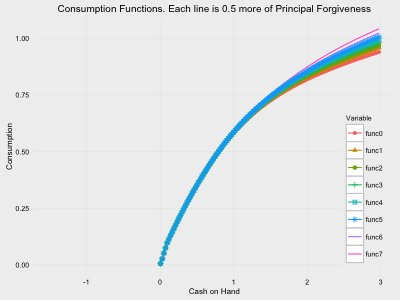 Consumption Functions. Each line is 0.5 more of Principal Forgiveness
1.00
0.75
0.50
0.25
0.00
Consumption
-1
0
1
2
3
Cash on Hand
Variable
func0
func1
func2
func3
func4
func5
func6
func7